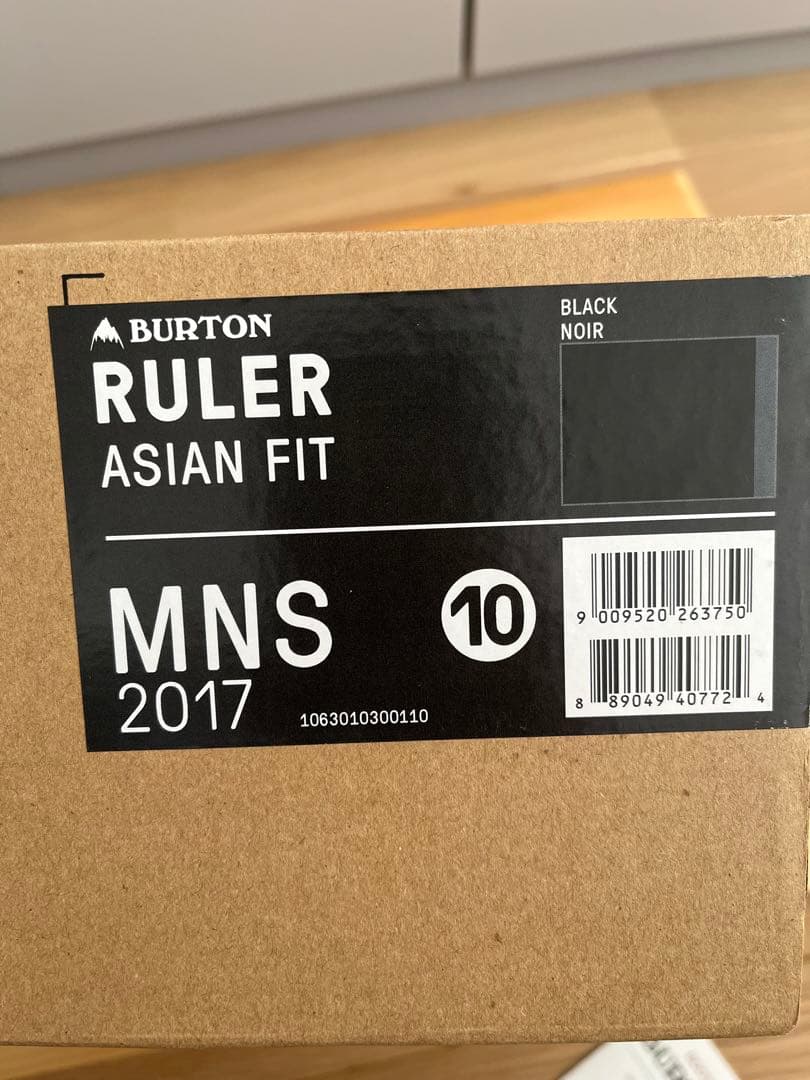 BURTON
RULER
ASIAN FIT
BLACK
NOIR
MNS
2017
10
1063010300110
9 009520 263750
8 89049 40772 4